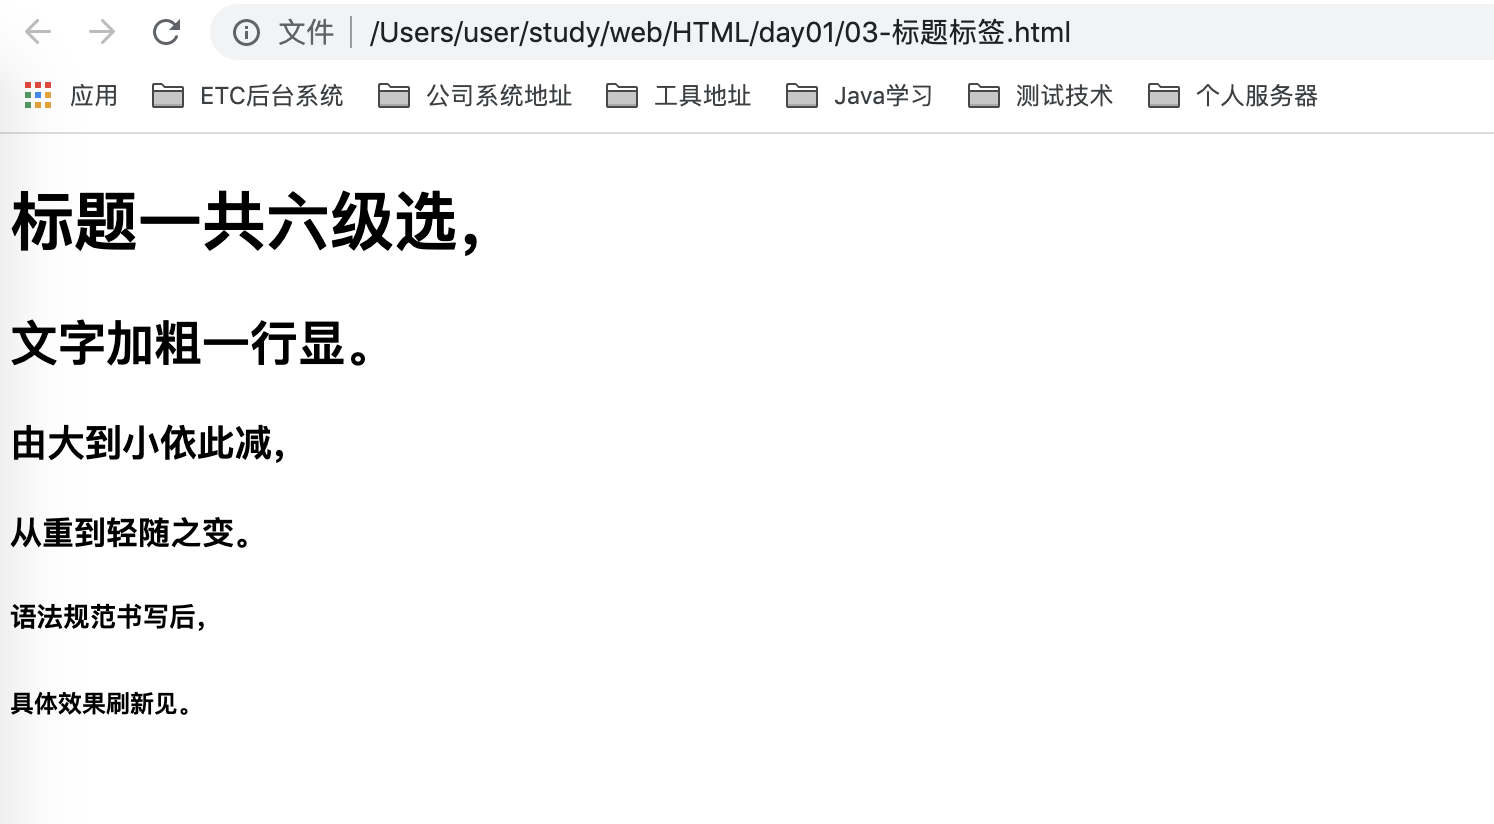 文件 | /Users/user/study/web/HTML/day01/03-标题标签.html
应用 ETC后台系统 公司系统地址 工具地址 Java学习 测试技术 个人服务器
标题一共六级选，
文字加粗一行显。
由大到小依此减，
从重到轻随之变。
语法规范书写后，
具体效果刷新见。